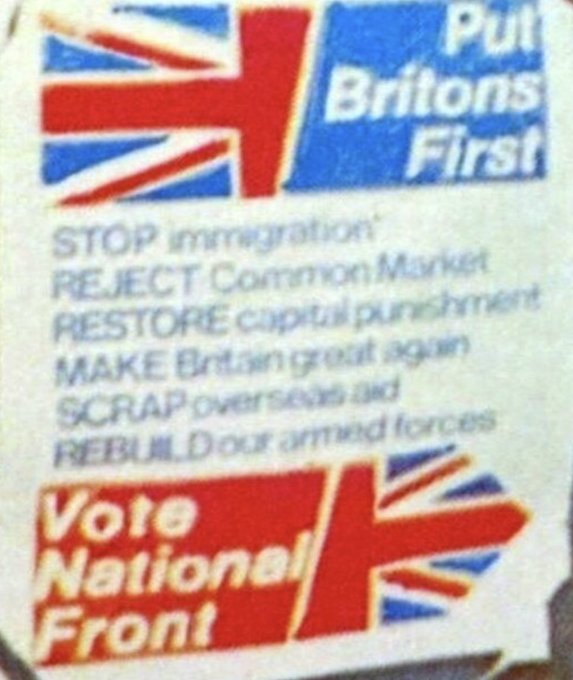 Put
Britons
First
STOP immigration
REJECT Common Market
RESTORE capital punishment
MAKE Britain great again
SCRAP overseas aid
REBUILD our armed forces
Vote
National
Front